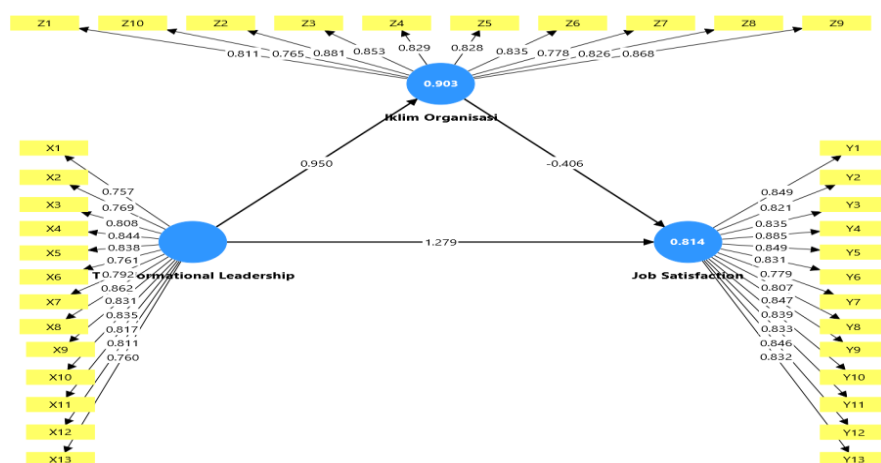 Z1 Z10 Z2 Z3 Z4 Z5 Z6 Z7 Z8 Z9
0.811 0.765 0.881 0.853 0.829 0.828 0.835 0.778 0.826 0.868
0.903
Iklim Organisasi
0.950
-0.406
1.279
X1
X2
X3
X4
X5
X6
X7
X8
X9
X10
X11
X12
X13
0.757
0.769
0.808
0.844
0.838
0.761
0.792
0.862
0.831
0.835
0.817
0.811
0.760
Leadership
0.814
Job Satisfaction
0.849
0.821
0.835
0.885
0.849
0.831
0.779
0.807
0.847
0.839
0.833
0.846
0.832
Y1
Y2
Y3
Y4
Y5
Y6
Y7
Y8
Y9
Y10
Y11
Y12
Y13